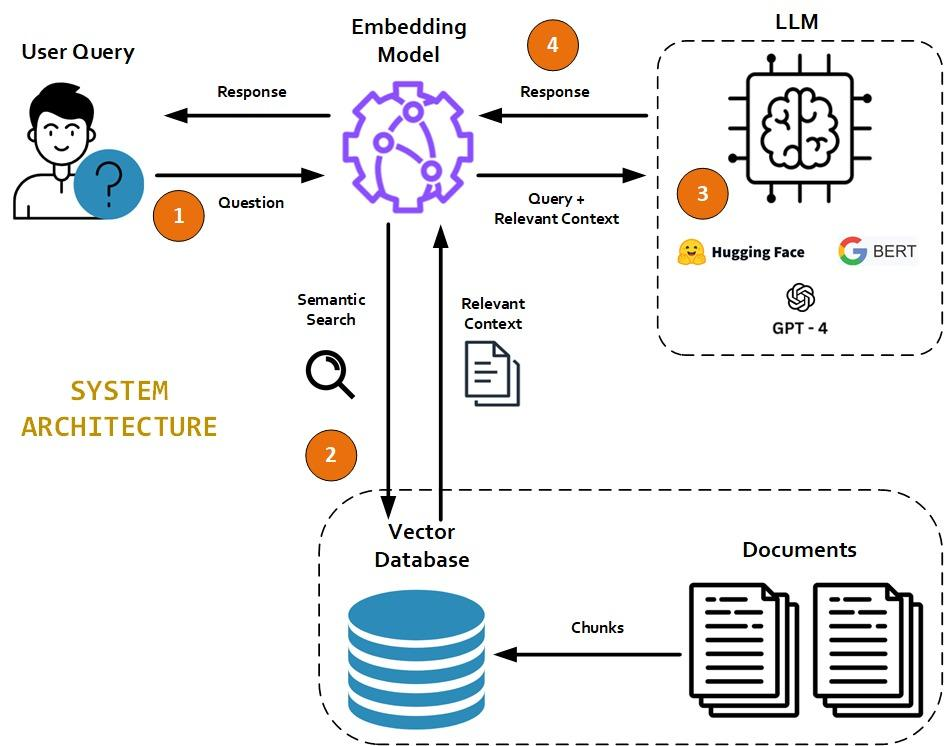 User Query
Embedding
Model
4
LLM
Response
Response
1
Question
Query +
Relevant Context
3
Hugging Face
G BERT
GPT - 4
Semantic
Search
Relevant
Context
SYSTEM
ARCHITECTURE
2
Vector
Database
Documents
Chunks
?